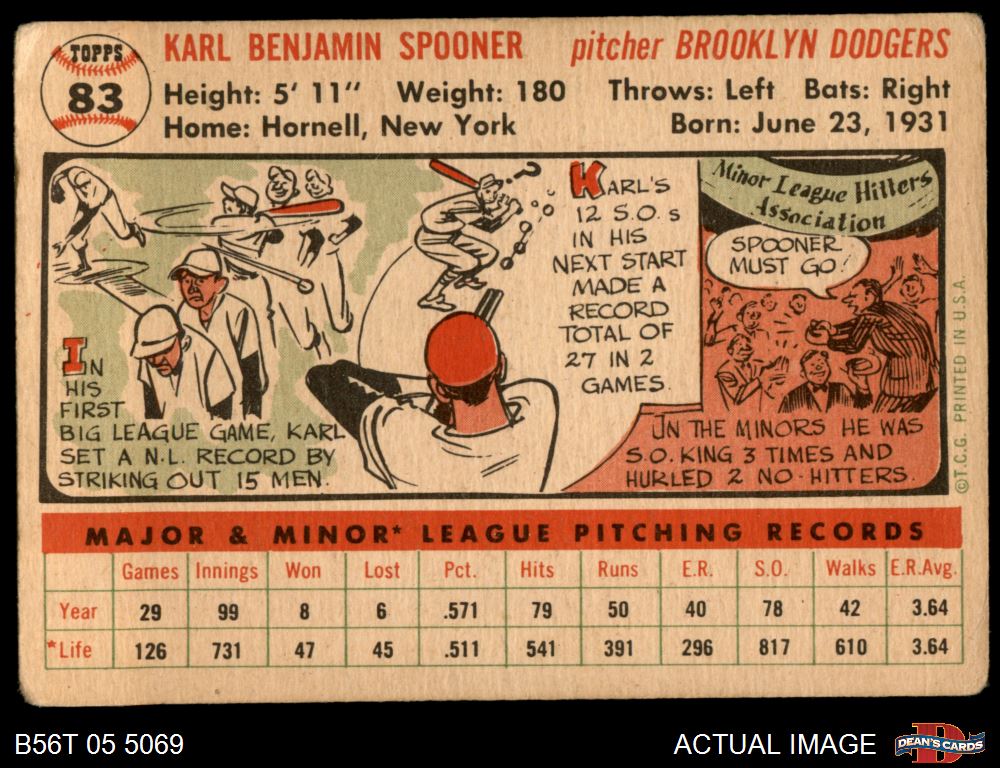 TOPPS
83
KARL BENJAMIN SPOONER pitcher BROOKLYN DODGERS
Height: 5' 11" Weight: 180 Throws: Left Bats: Right
Home: Hornell, New York Born: June 23, 1931
IN
HIS
FIRST
BIG LEAGUE GAME, KARL
SET A N.L. RECORD BY
STRIKING OUT 15 MEN.
?
KARL'S
12 S.O.s
IN HIS
NEXT START
MADE A
RECORD
TOTAL OF
27 IN 2
GAMES.
Minor League Hitters
Association
SPOONER
MUST GO!
IN THE MINORS HE WAS
S.O. KING 3 TIMES AND
HURLED 2 NO-HITTERS.
©T.C.G. PRINTED IN U.S.A.
MAJOR & MINOR* LEAGUE PITCHING RECORDS
Games Innings Won Lost Pct. Hits Runs E.R. S.O. Walks E.R.Avg.
Year 29 99 8 6 .571 79 50 40 78 42 3.64
*Life 126 731 47 45 .511 541 391 296 817 610 3.64
B56T 05 5069 ACTUAL IMAGE
D
DEAN'S CARDS